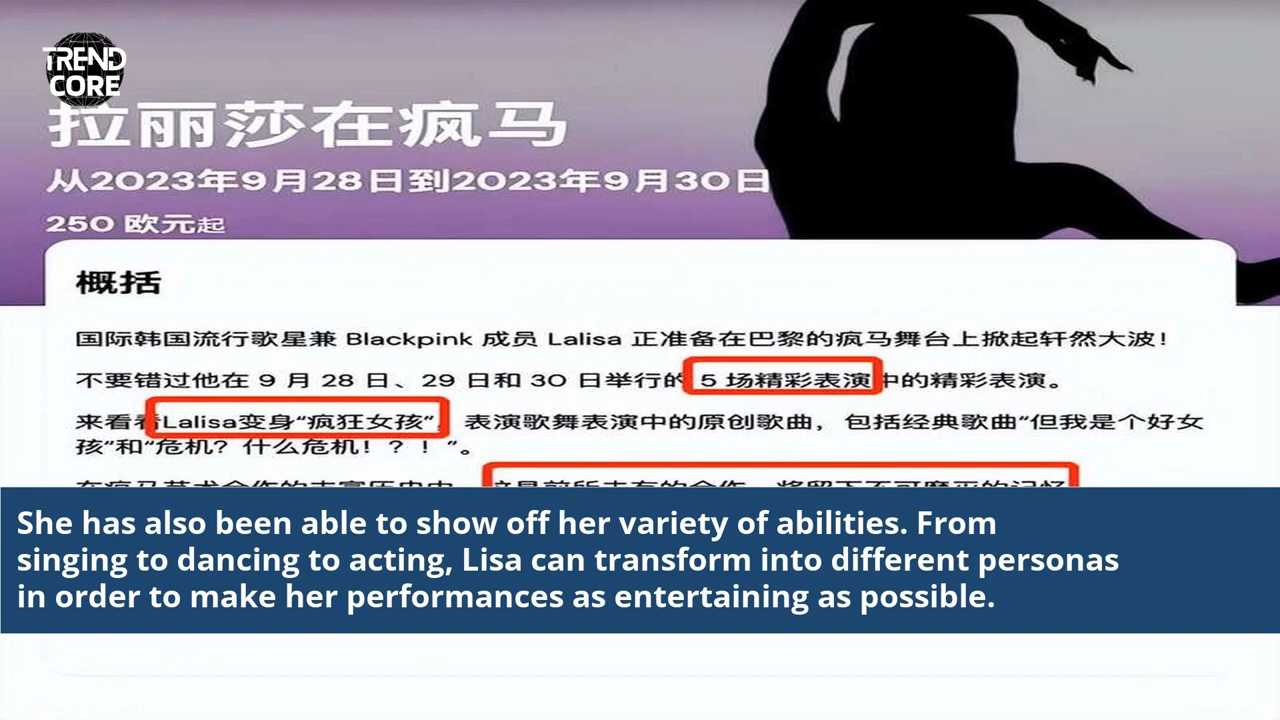 TREND
CORE
拉丽莎在疯马
从2023年9月28日到2023年9月30日
250 欧元起
概括
国际韩国流行歌星兼 Blackpink 成员 Lalisa 正准备在巴黎的疯马舞台上掀起轩然大波！
不要错过他在 9 月 28 日、29 日和 30 日举行的 5 场精彩表演中的精彩表演。
来看看Lalisa变身“疯狂女孩”，表演歌舞表演中的原创歌曲，包括经典歌曲“但我是个好女
孩”和“危机？什么危机！？！”。
She has also been able to show off her variety of abilities. From
singing to dancing to acting, Lisa can transform into different personas
in order to make her performances as entertaining as possible.